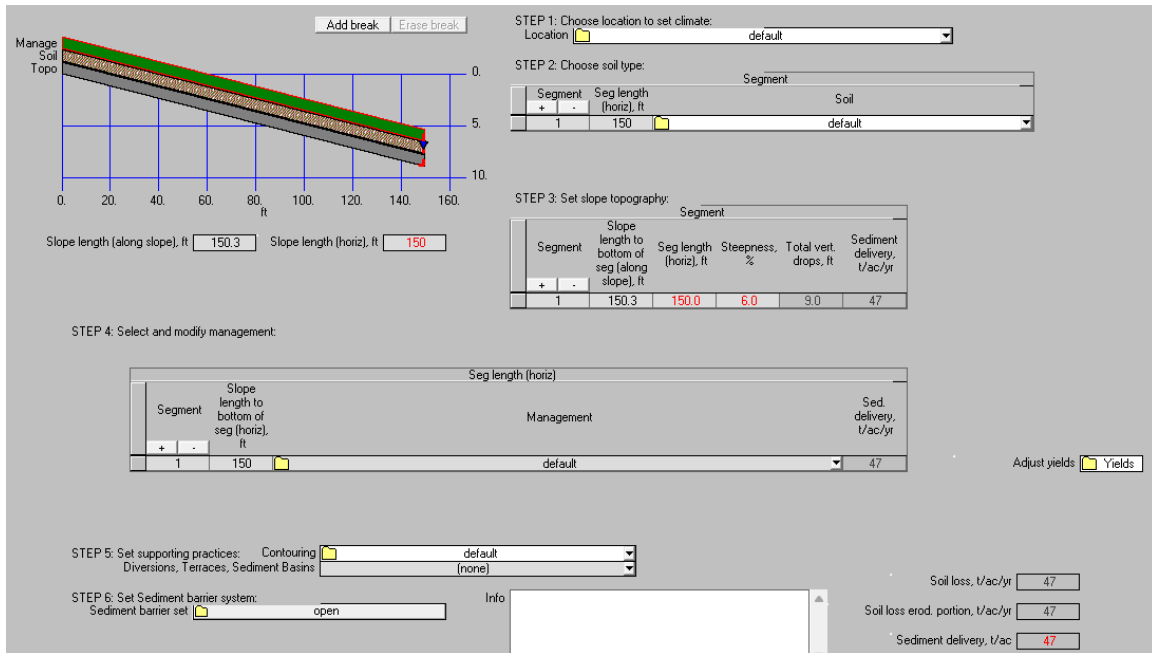 Add break Erase break
Manage
Soil
Topo
0.
5.
10.
0. 20. 40. 60. 80. 100. 120. 140. 160.
ft
Slope length (along slope), ft 150.3 Slope length (horiz), ft 150
STEP 1: Choose location to set climate:
Location default
STEP 2: Choose soil type:
Segment
Segment Seg length (horiz), ft Soil
+ -
1 150 default
STEP 3: Set slope topography:
Segment
Segment Slope length to bottom of seg (along slope), ft Seg length (horiz), ft Steepness, % Total vert. drops, ft Sediment delivery, t/ac/yr
+ -
1 150.3 150.0 6.0 9.0 47
STEP 4: Select and modify management:
Seg length (horiz)
Segment Slope length to bottom of seg (horiz), ft Management Sed. delivery, t/ac/yr
+ -
1 150 default 47
Adjust yields Yields
STEP 5: Set supporting practices: Contouring default
Diversions, Terraces, Sediment Basins (none)
STEP 6: Set Sediment barrier system:
Sediment barrier set open
Info
Soil loss, t/ac/yr 47
Soil loss erod. portion, t/ac/yr 47
Sediment delivery, t/ac 47